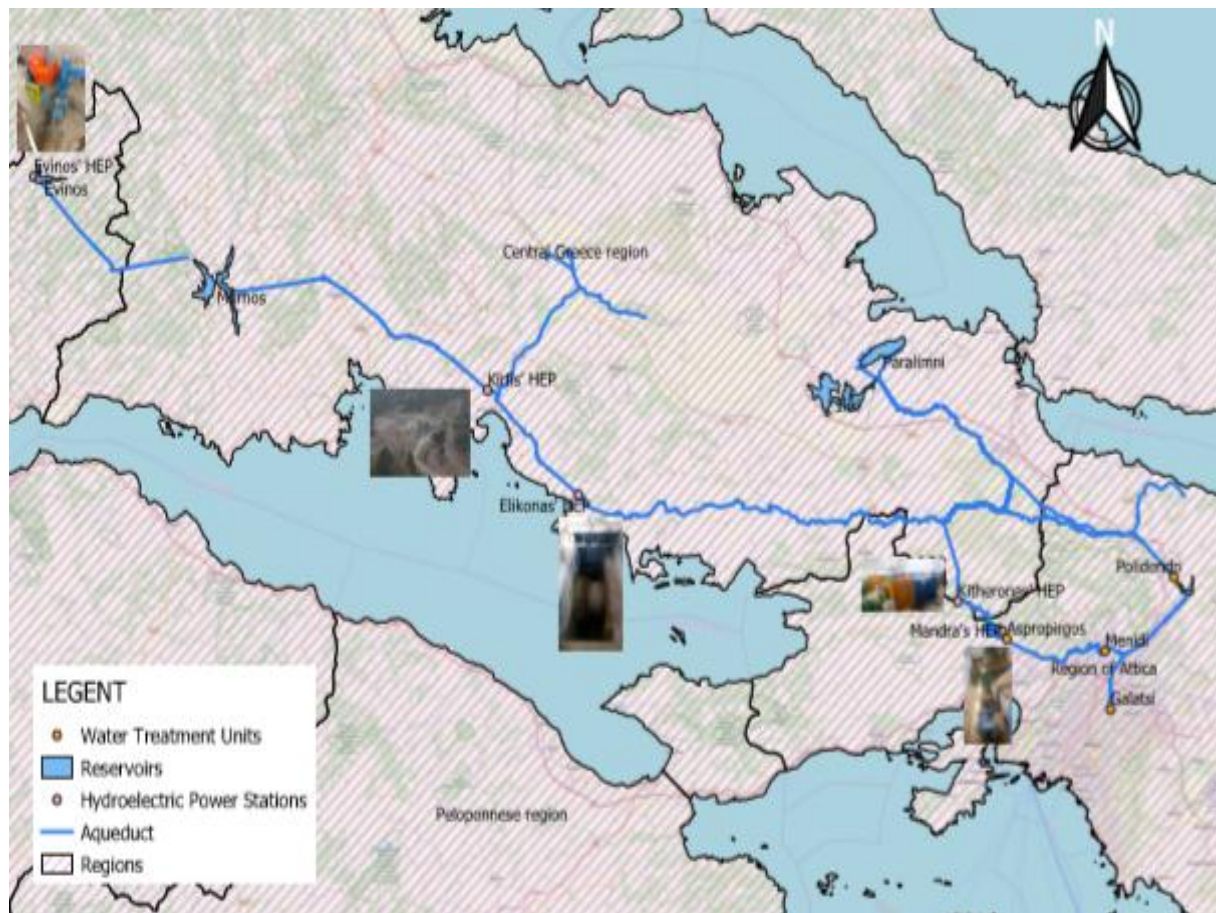 N
Evinos' HEP
Evinos
Central Greece region
Mornos
Paralimni
Kirfis' HEP
Elikonas' HEP
Polidendo
Kitheronas' HEP
Mandra's HEP
Aspropirgos
Menidi
Region of Attica
Galatsi
LEGENT
Water Treatment Units
Reservoirs
Hydroelectric Power Stations
Aqueduct
Regions
Peloponnese region